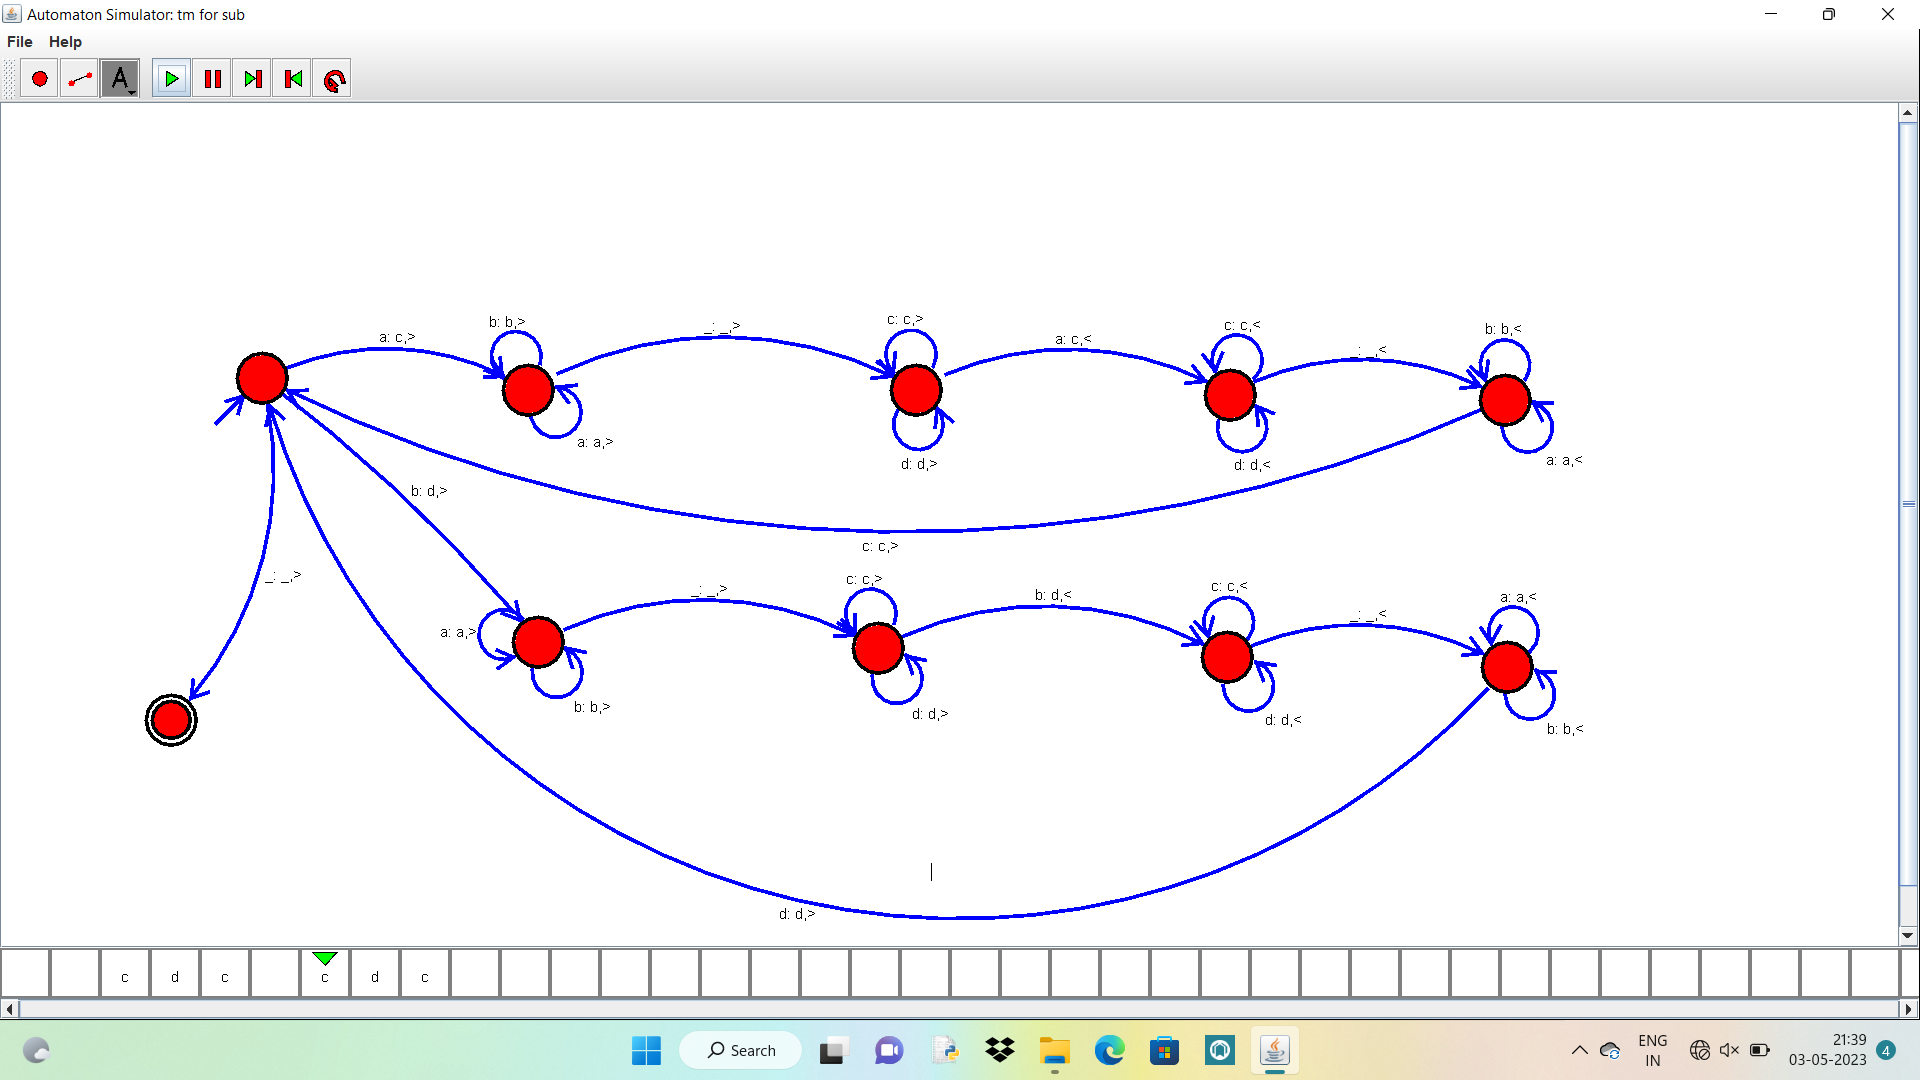 Automaton Simulator: tm for sub
File Help
A
b: b,>
_: _,>
c: c,>
c: c,<
b: b,<
a: c,>
a: c,<
_: _,<
a: a,>
d: d,>
d: d,<
a: a,<
b: d,>
c: c,>
_: _,>
c: c,>
_: _,>
b: d,<
c: c,<
_: _,<
a: a,<
a: a,>
b: b,>
d: d,>
d: d,<
b: b,<
d: d,>
c d c c d c
Search
ENG
IN
21:39
03-05-2023
4